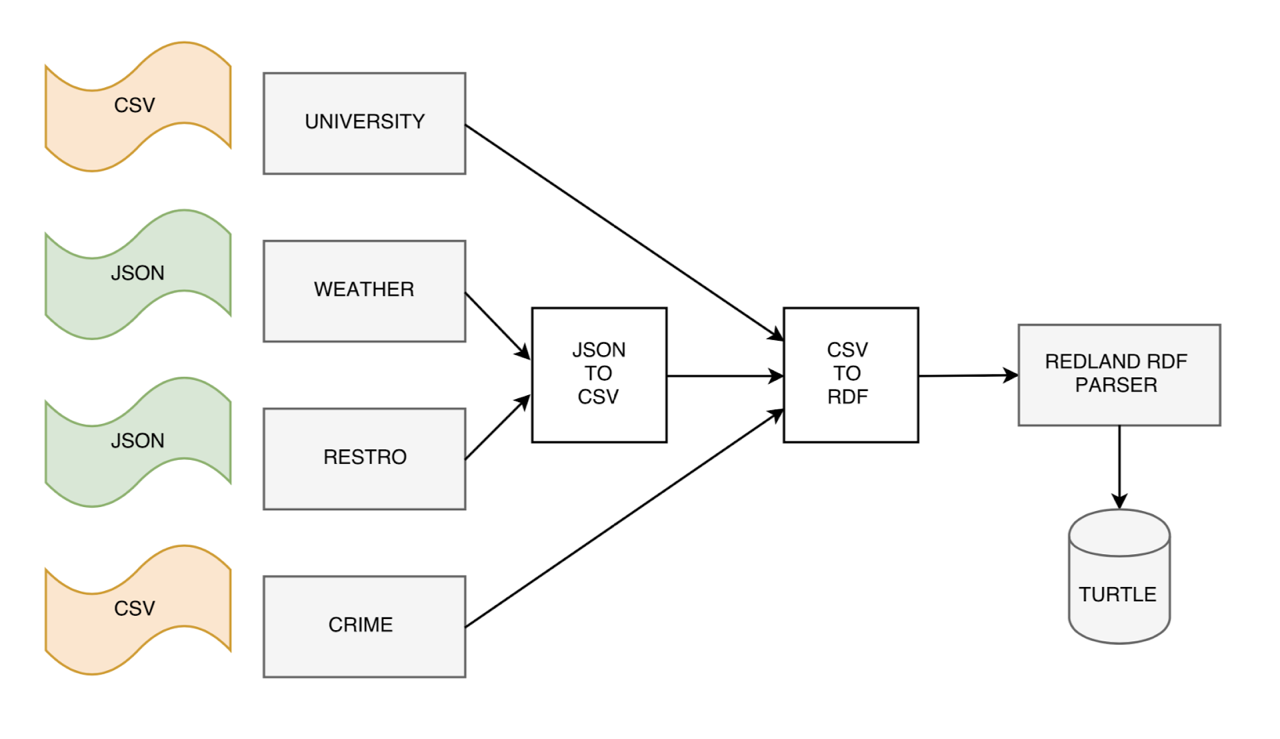 CSV
UNIVERSITY
JSON
WEATHER
JSON
TO
CSV
CSV
TO
RDF
REDLAND RDF
PARSER
JSON
RESTRO
CSV
CRIME
TURTLE